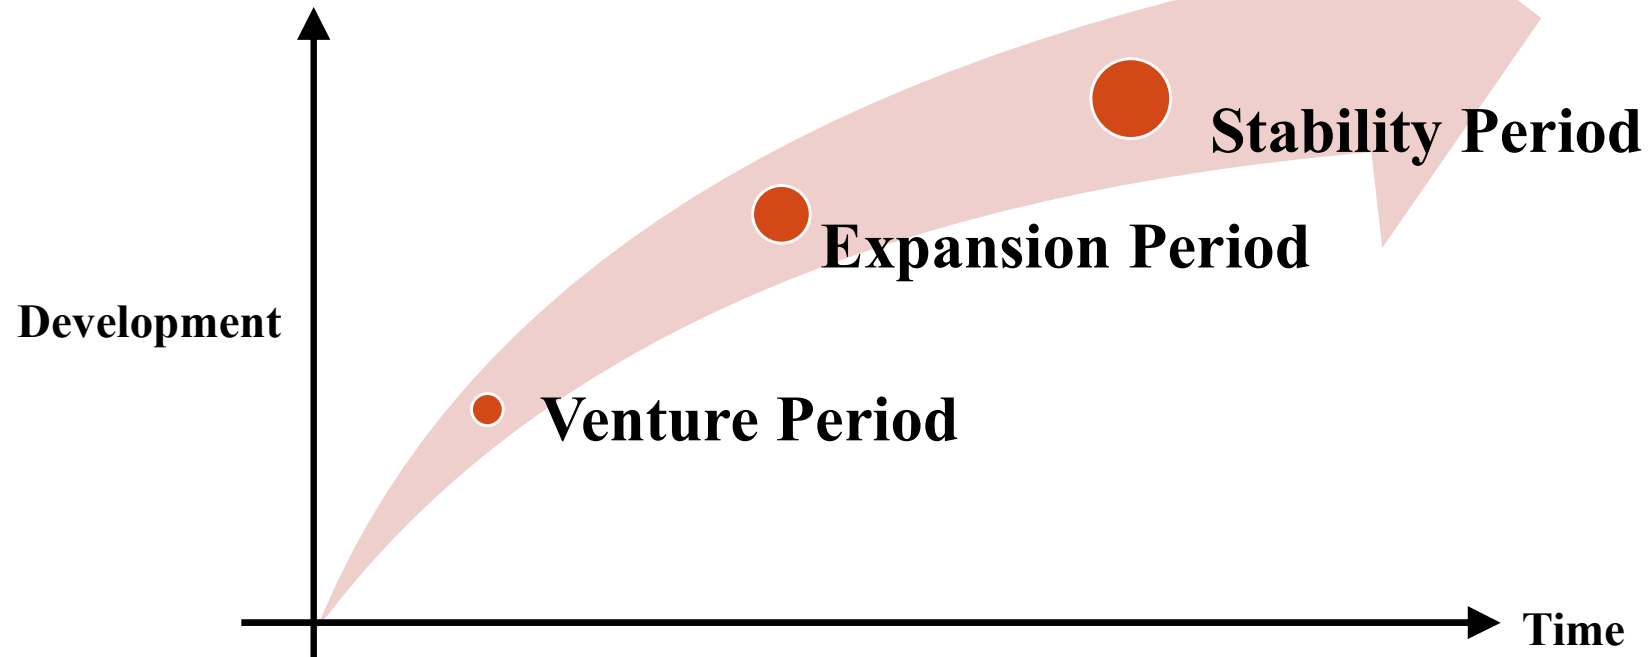 Stability Period
Expansion Period
Development
Venture Period
Time